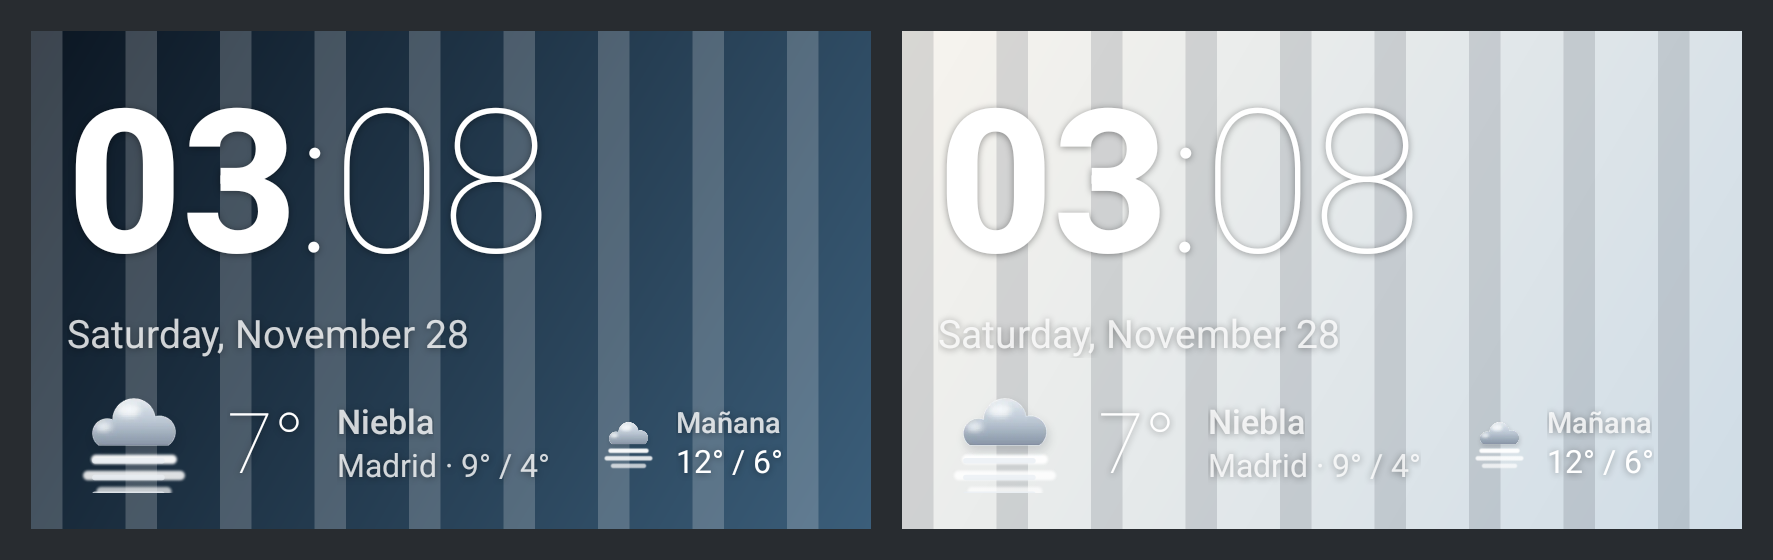 03:08
Saturday, November 28
7°
Niebla
Madrid · 9° / 4°
Mañana
12° / 6°
03:08
Saturday, November 28
7°
Niebla
Madrid · 9° / 4°
Mañana
12° / 6°